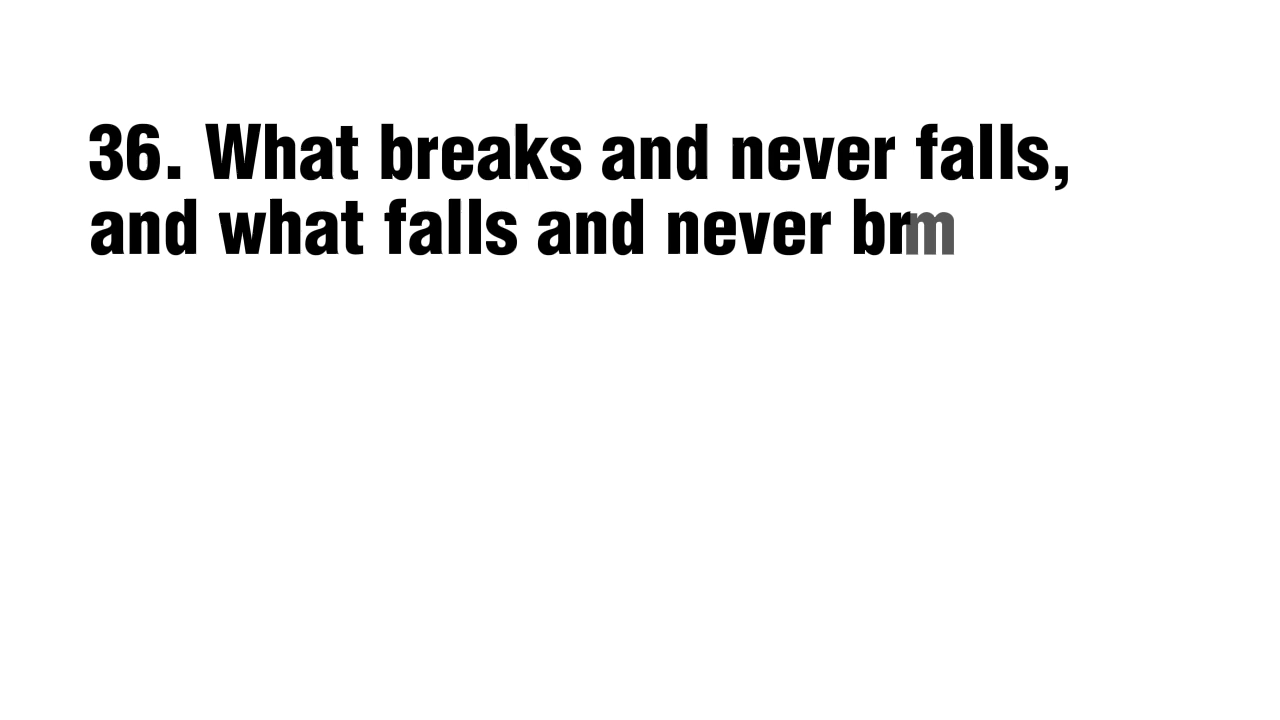 36. What breaks and never falls,
and what falls and never brm